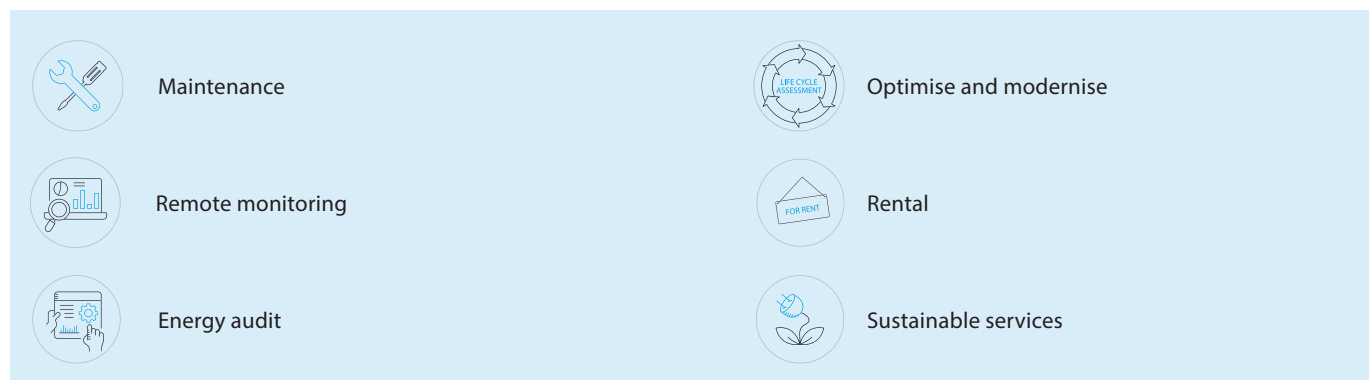 Maintenance
Remote monitoring
Energy audit
LIFE CYCLE
ASSESSMENT
Optimise and modernise
FOR RENT
Rental
Sustainable services